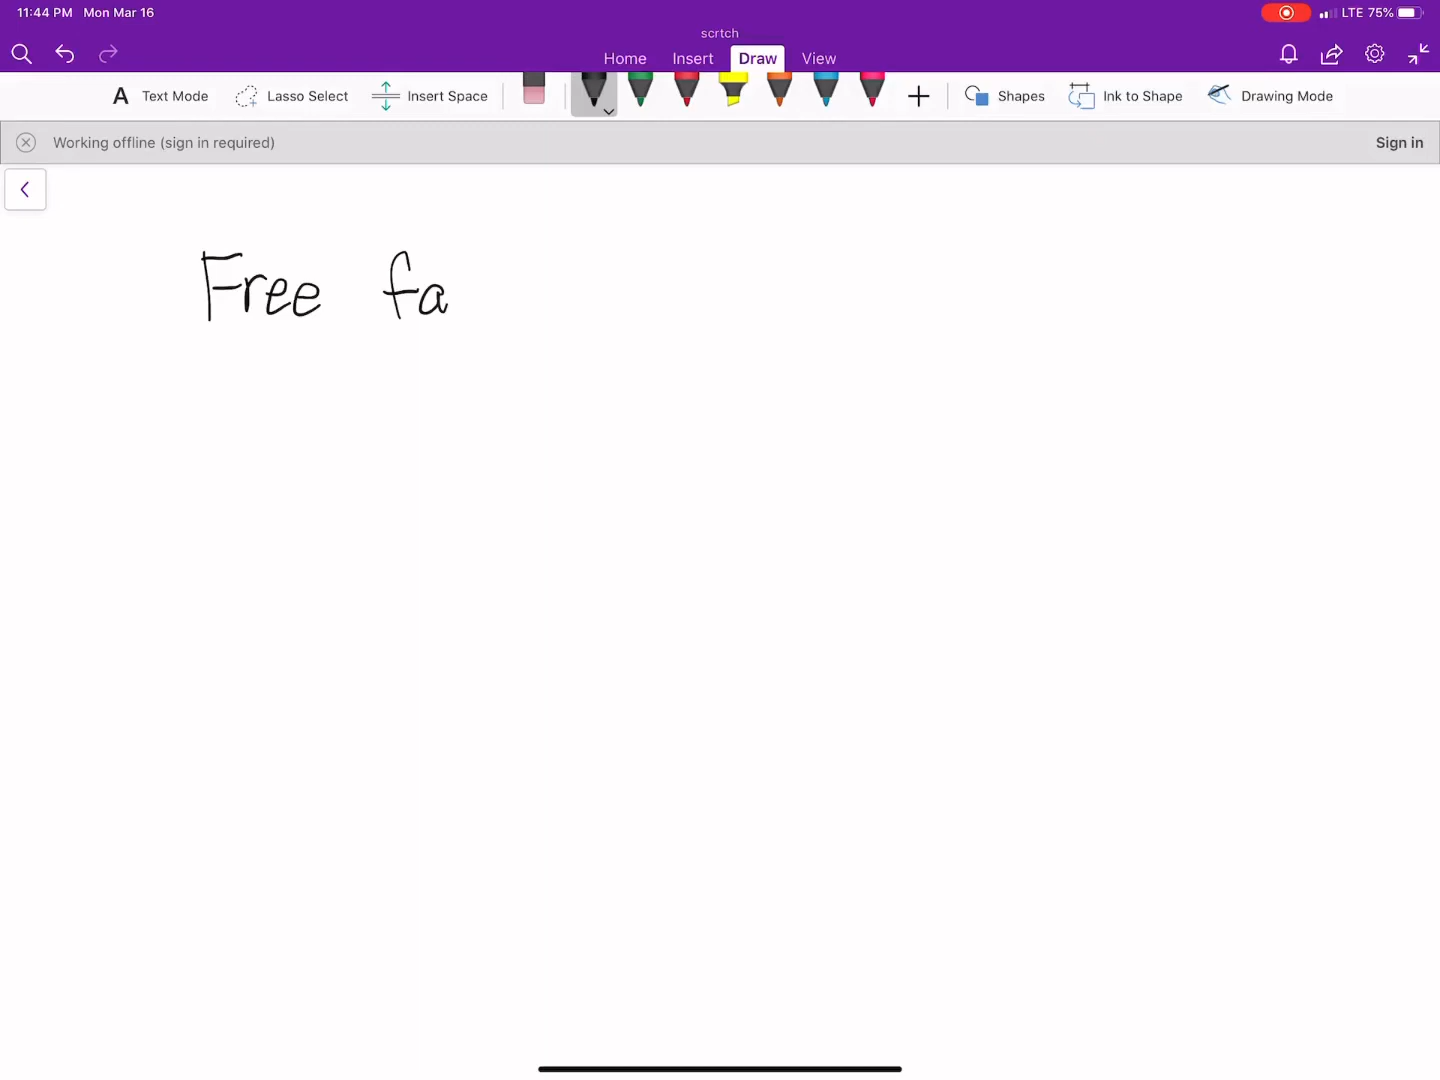 11:44 PM Mon Mar 16 LTE 75%
scrtch
Home Insert Draw View
A Text Mode Lasso Select Insert Space Shapes Ink to Shape Drawing Mode
Working offline (sign in required) Sign in
Free fa